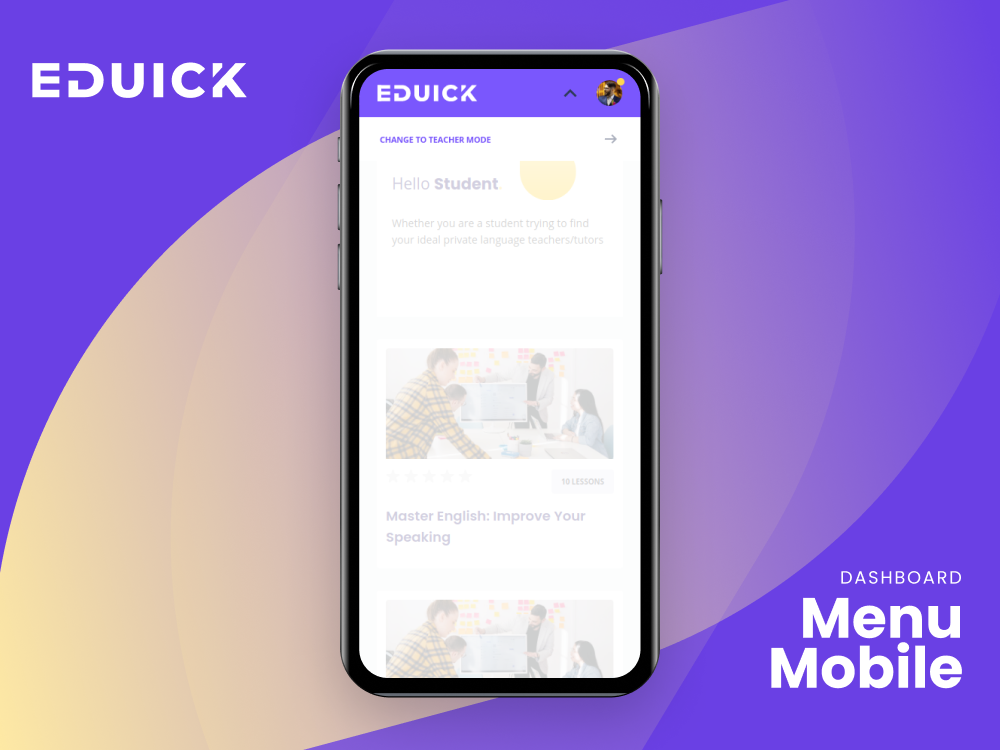 EDUICK
EDUICK
CHANGE TO TEACHER MODE
Hello Student
Whether you are a student trying to find
your ideal private language teachers/tutors
10 LESSONS
Master English: Improve Your
Speaking
DASHBOARD
Menu
Mobile